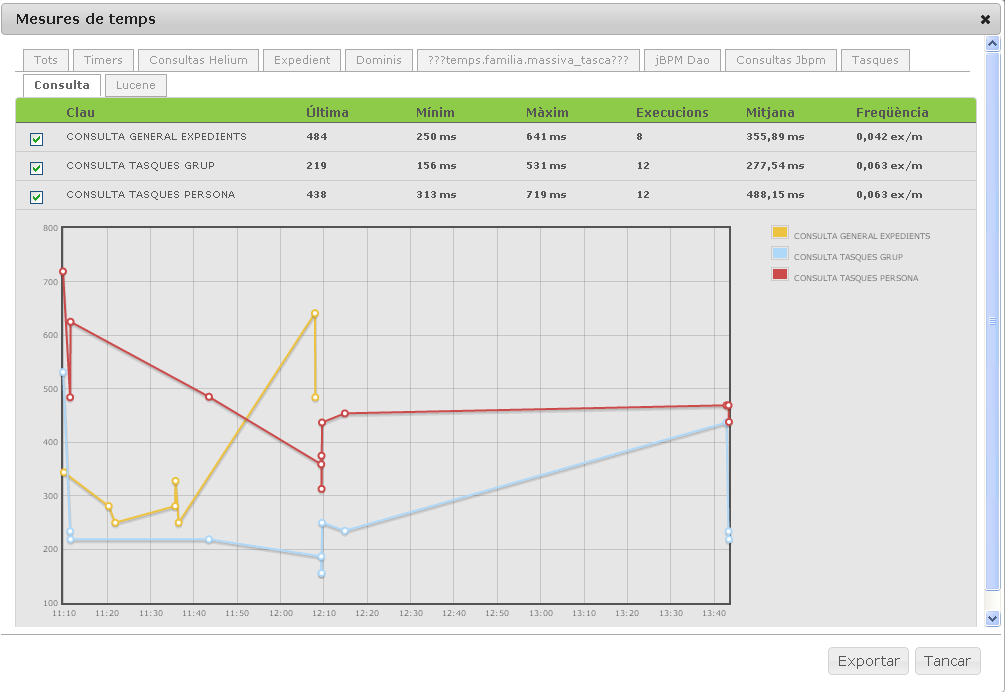 Mesures de temps
Tots Timers Consultas Helium Expedient Dominis ???temps.familia.massiva_tasca??? jBPM Dao Consultas Jbpm Tasques
Consulta Lucene
Clau Última Mínim Màxim Execucions Mitjana Freqüència
CONSULTA GENERAL EXPEDIENTS 484 250 ms 641 ms 8 355,89 ms 0,042 ex/m
CONSULTA TASQUES GRUP 219 156 ms 531 ms 12 277,54 ms 0,063 ex/m
CONSULTA TASQUES PERSONA 438 313 ms 719 ms 12 488,15 ms 0,063 ex/m
800
700
600
500
400
300
200
100
11:10 11:20 11:30 11:40 11:50 12:00 12:10 12:20 12:30 12:40 12:50 13:00 13:10 13:20 13:30 13:40
CONSULTA GENERAL EXPEDIENTS
CONSULTA TASQUES GRUP
CONSULTA TASQUES PERSONA
Exportar Tancar